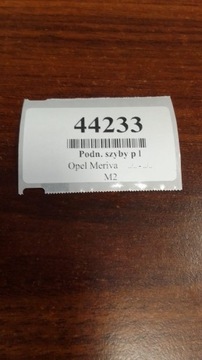 44233
Podn. szyby p l
Opel Meriva ... - ...
M2